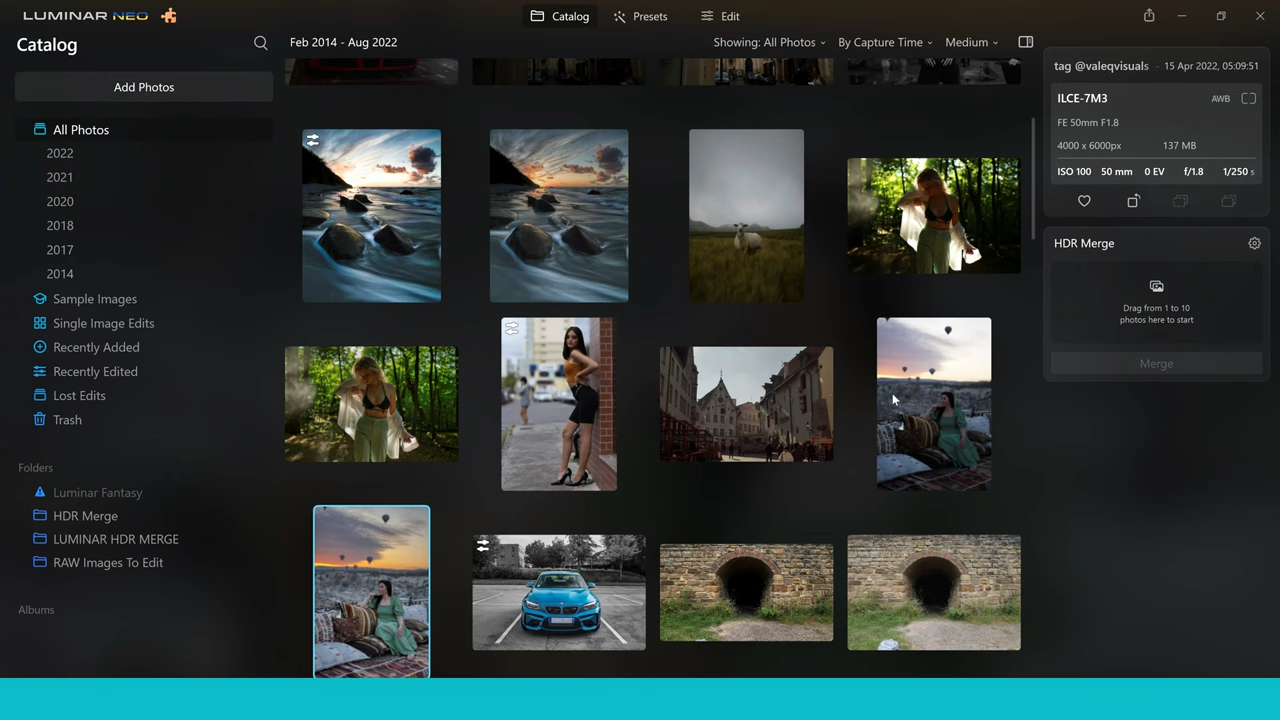 LUMINAR NEO
Catalog
Presets
Edit
Catalog
Feb 2014 - Aug 2022
Showing: All Photos
By Capture Time
Medium
Add Photos
All Photos
2022
2021
2020
2018
2017
2014
Sample Images
Single Image Edits
Recently Added
Recently Edited
Lost Edits
Trash
Folders
Luminar Fantasy
HDR Merge
LUMINAR HDR MERGE
RAW Images To Edit
Albums
tag @valeqvisuals - 15 Apr 2022, 05:09:51
ILCE-7M3 AWB
FE 50mm F1.8
4000 x 6000px 137 MB
ISO 100 50 mm 0 EV f/1.8 1/250 s
HDR Merge
Drag from 1 to 10
photos here to start
Merge